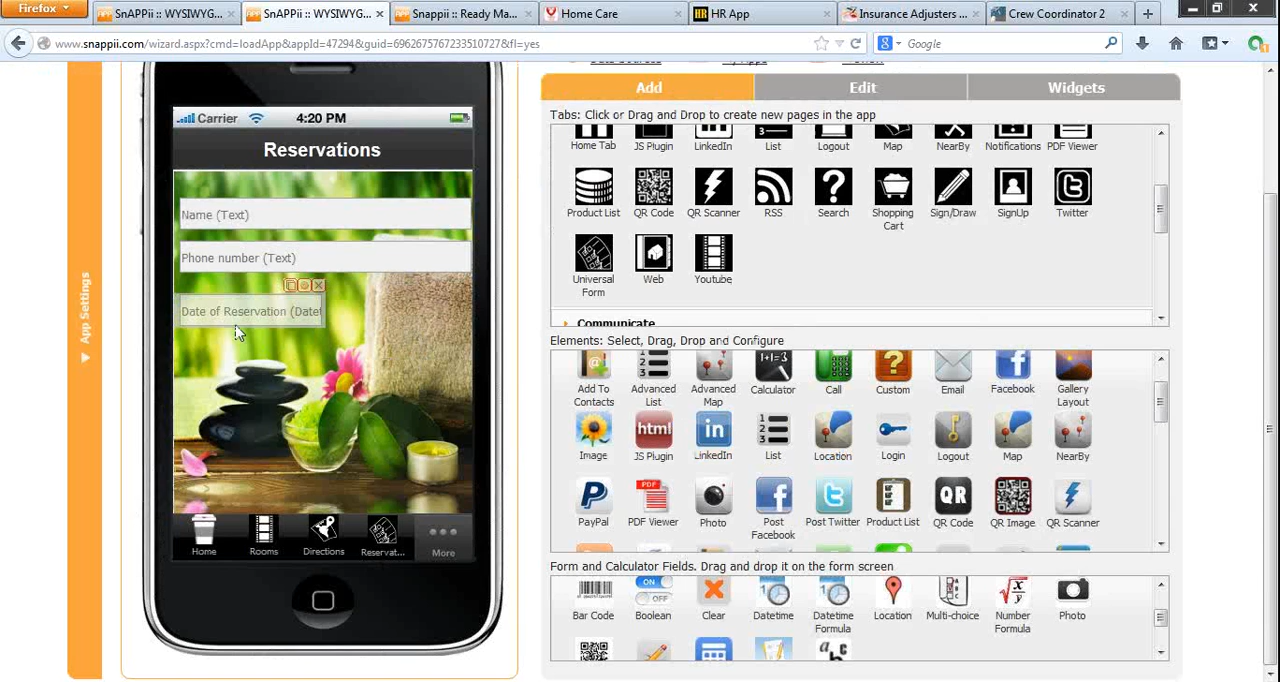 Firefox
SnAPPii :: WYSIWYG...
SnAPPii :: WYSIWYG...
Snappii :: Ready Ma...
Home Care
HR App
Insurance Adjusters ...
Crew Coordinator 2
www.snappii.com/wizard.aspx?cmd=loadApp&appId=47294&guid=6962675767233510727&fl=yes
Google
App Settings
Carrier
4:20 PM
Reservations
Name (Text)
Phone number (Text)
Date of Reservation (Datet
Home
Rooms
Directions
Reservat...
More
Add
Edit
Widgets
Tabs: Click or Drag and Drop to create new pages in the app
Home Tab
JS Plugin
LinkedIn
List
Logout
Map
NearBy
Notifications
PDF Viewer
Product List
QR Code
QR Scanner
RSS
Search
Shopping Cart
Sign/Draw
SignUp
Twitter
Universal Form
Web
Youtube
Communicate
Elements: Select, Drag, Drop and Configure
Add To Contacts
Advanced List
Advanced Map
Calculator
Call
Custom
Email
Facebook
Gallery Layout
Image
html
JS Plugin
LinkedIn
List
Location
Login
Logout
Map
NearBy
PayPal
PDF
PDF Viewer
Photo
Post Facebook
Post Twitter
Product List
QR
QR Code
QR Image
QR Scanner
Form and Calculator Fields. Drag and drop it on the form screen
Bar Code
ON
OFF
Boolean
Clear
Datetime
Datetime Formula
Location
Multi-choice
Number Formula
Photo